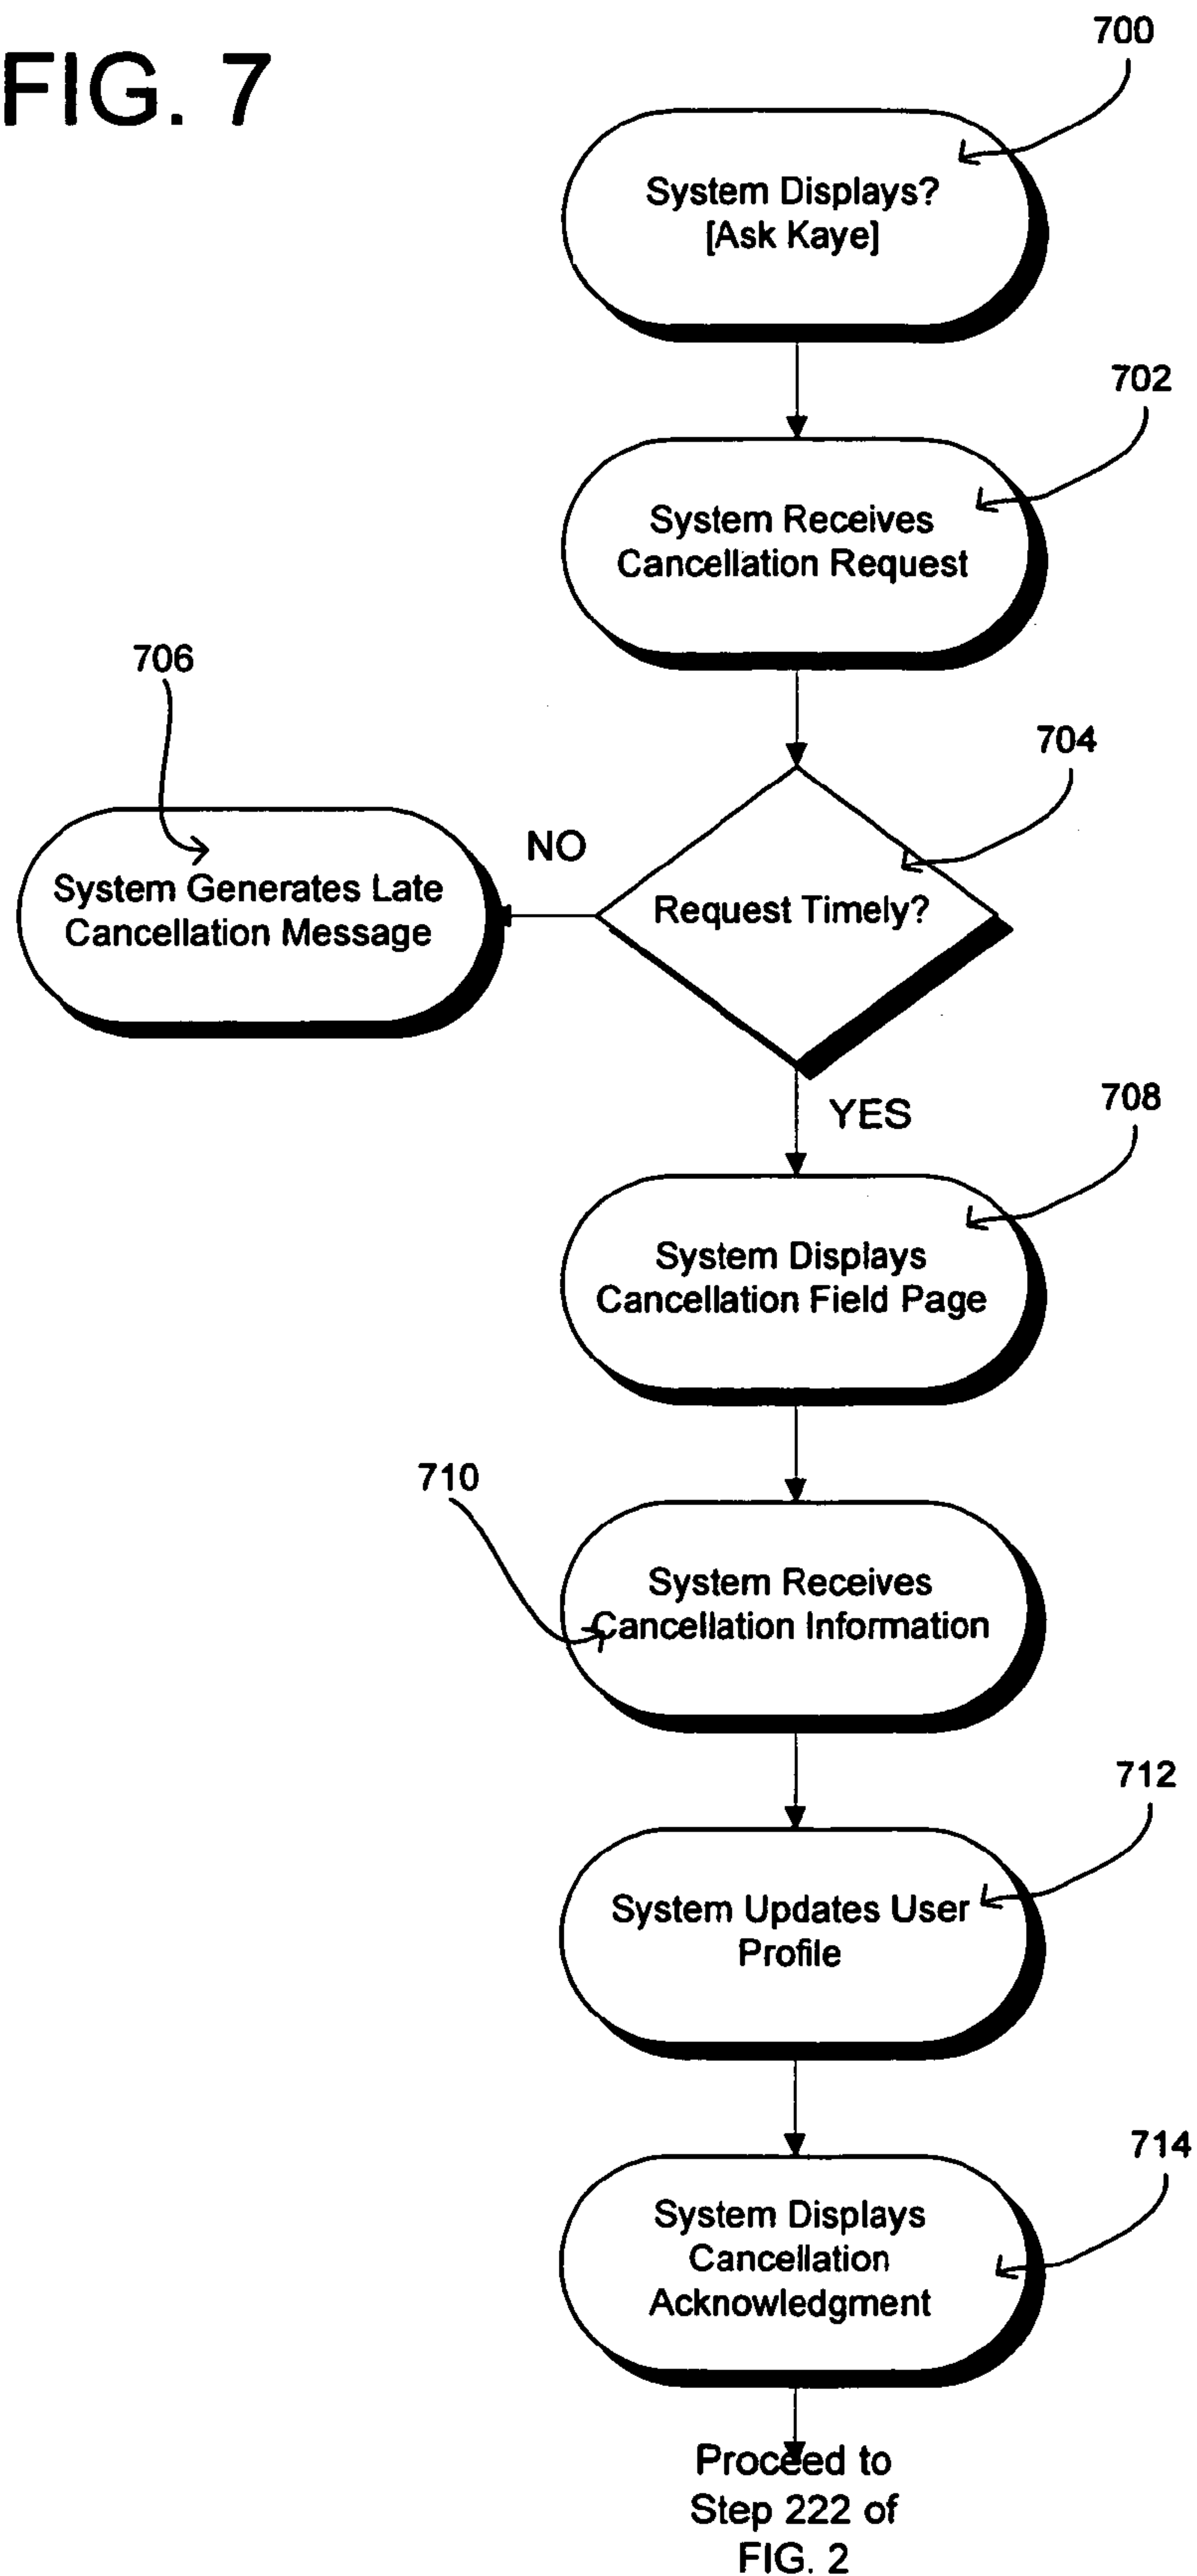 FIG. 7
700
System Displays?
[Ask Kaye]
702
System Receives
Cancellation Request
706
704
NO
System Generates Late
Cancellation Message
Request Timely?
YES
708
System Displays
Cancellation Field Page
710
System Receives
Cancellation Information
712
System Updates User
Profile
714
System Displays
Cancellation
Acknowledgment
Proceed to
Step 222 of
FIG. 2